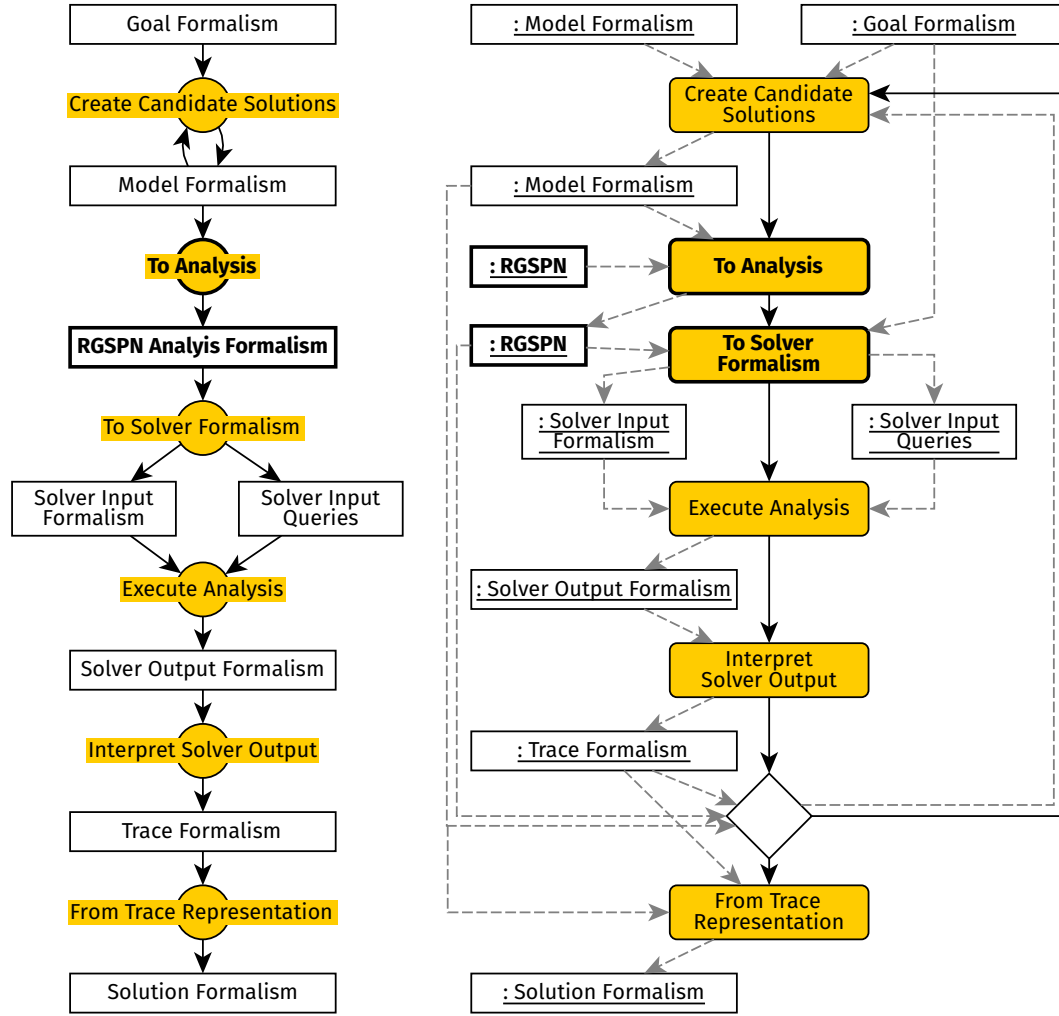 Goal Formalism
Create Candidate Solutions
Model Formalism
To Analysis
RGSPN Analyis Formalism
To Solver Formalism
Solver Input
Formalism
Solver Input
Queries
Execute Analysis
Solver Output Formalism
Interpret Solver Output
Trace Formalism
From Trace Representation
Solution Formalism
: Model Formalism
: Goal Formalism
Create Candidate
Solutions
: Model Formalism
: RGSPN
To Analysis
: RGSPN
To Solver
Formalism
: Solver Input
Formalism
: Solver Input
Queries
Execute Analysis
: Solver Output Formalism
Interpret
Solver Output
: Trace Formalism
From Trace
Representation
: Solution Formalism